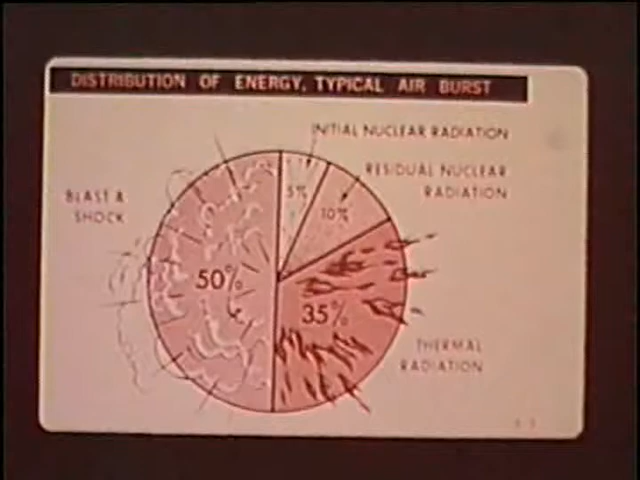 DISTRIBUTION OF ENERGY, TYPICAL AIR BURST
INITIAL NUCLEAR RADIATION
RESIDUAL NUCLEAR
RADIATION
BLAST &
SHOCK
5%
10%
50%
35%
THERMAL
RADIATION